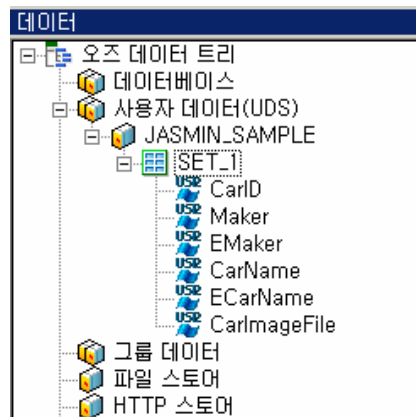 데이터
오즈 데이터 트리
데이터베이스
사용자 데이터(UDS)
JASMIN_SAMPLE
SET_1
USR CarID
USR Maker
USR EMaker
USR CarName
USR ECarName
USR CarImageFile
그룹 데이터
파일 스토어
HTTP 스토어